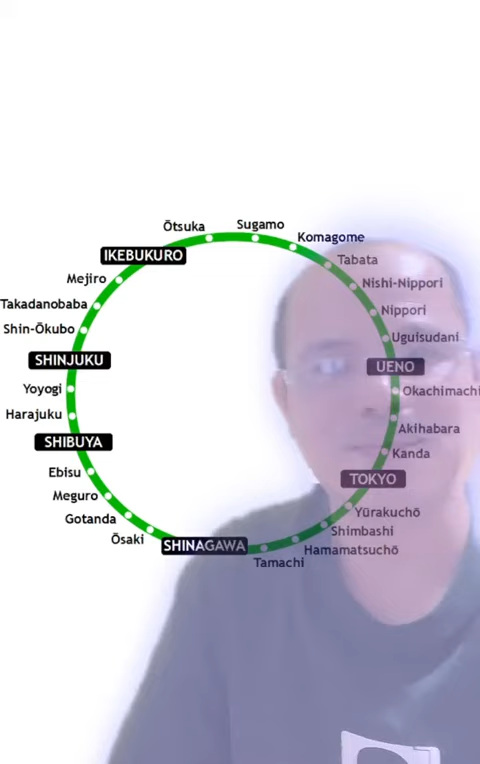 Ōtsuka
Sugamo
Komagome
IKEBUKURO
Tabata
Mejiro
Nishi-Nippori
Takadanobaba
Nippori
Shin-Ōkubo
Uguisudani
SHINJUKU
UENO
Yoyogi
Okachimachi
Harajuku
Akihabara
SHIBUYA
Kanda
Ebisu
TOKYO
Meguro
Yūrakuchō
Gotanda
Shimbashi
Ōsaki
SHINAGAWA
Hamamatsuchō
Tamachi